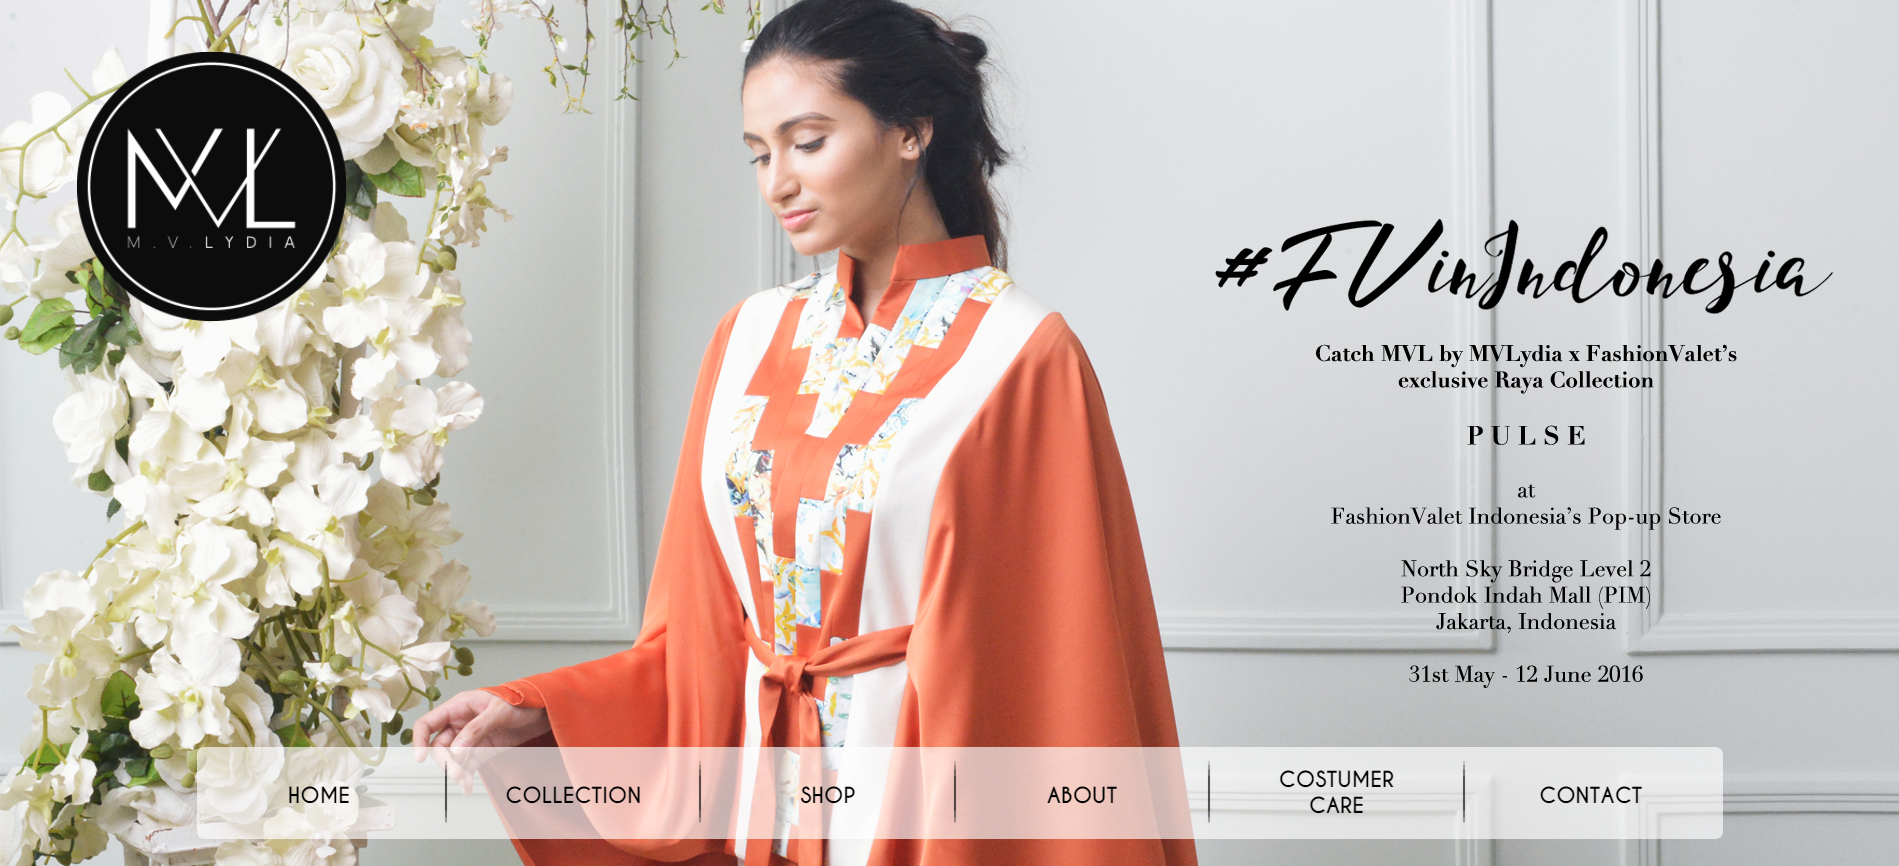 MVL
M.V.LYDIA
#FVinIndonesia
Catch MVL by MVLydia x FashionValet's
exclusive Raya Collection
PULSE
at
FashionValet Indonesia's Pop-up Store
North Sky Bridge Level 2
Pondok Indah Mall (PIM)
Jakarta, Indonesia
31st May - 12 June 2016
HOME
COLLECTION
SHOP
ABOUT
COSTUMER
CARE
CONTACT